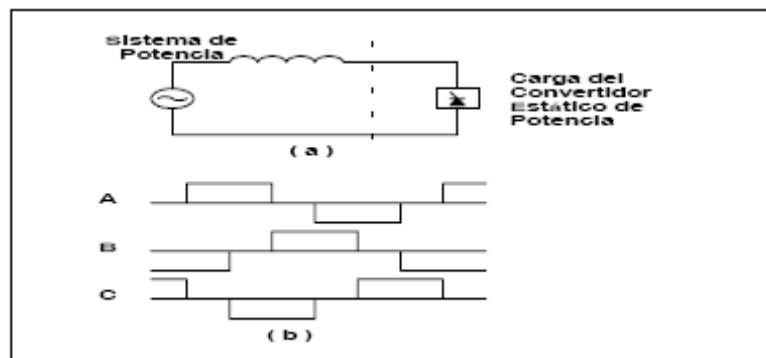 Sistema de
Potencia
Carga del
Convertidor
Estático de
Potencia
( a )
A
B
C
( b )